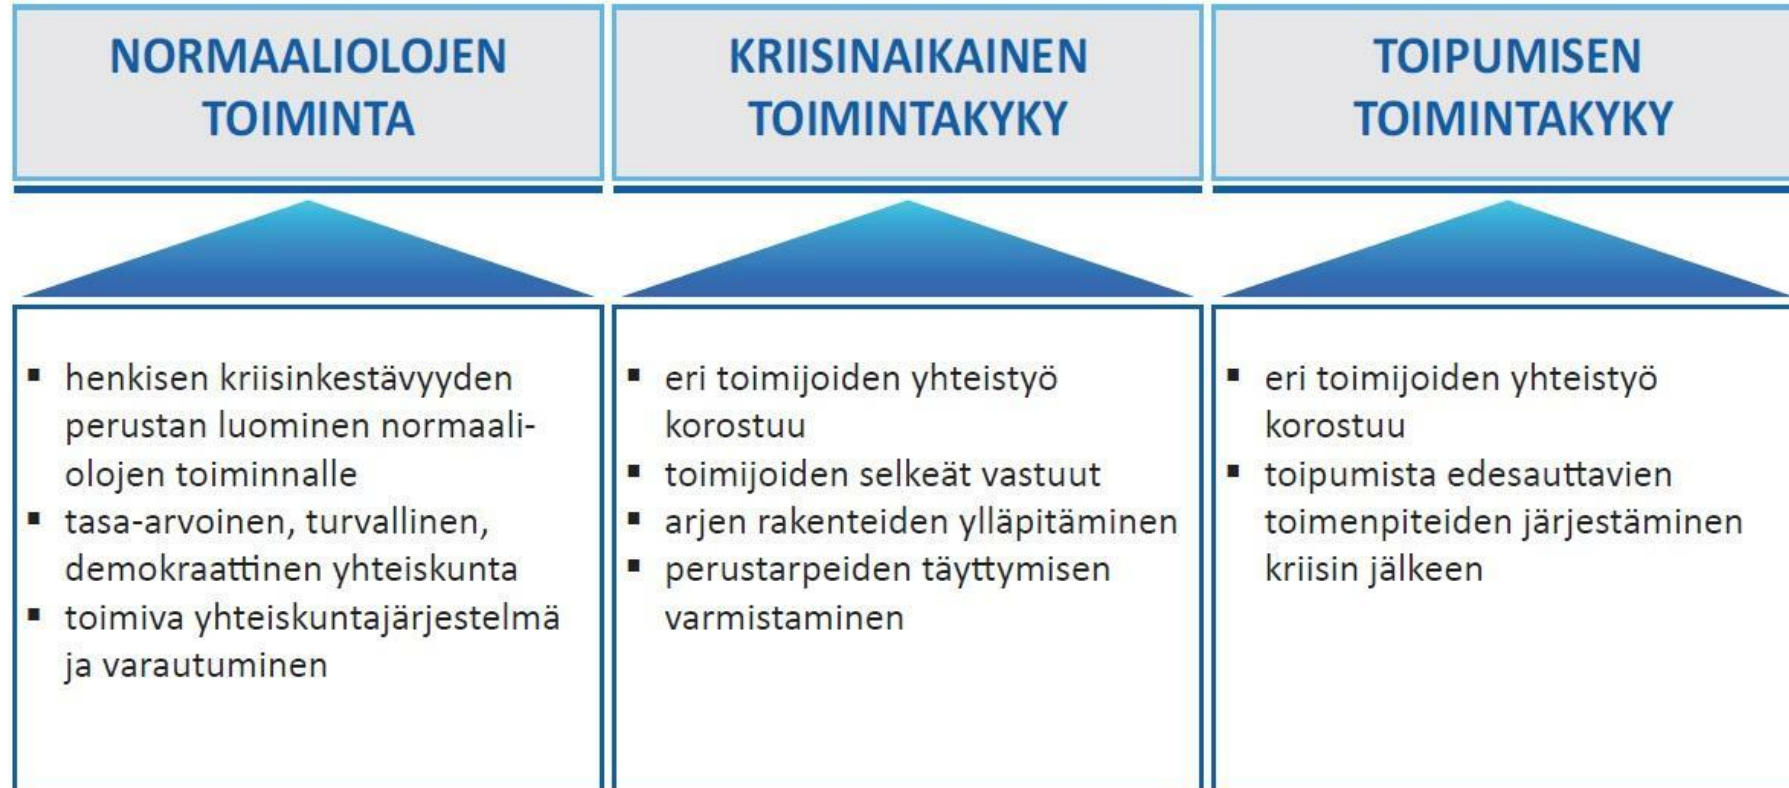 NORMAALIOLOJEN
TOIMINTA
▪ henkisen kriisinkestävyyden
perustan luominen normaali-
olojen toiminnalle
▪ tasa-arvoinen, turvallinen,
demokraattinen yhteiskunta
▪ toimiva yhteiskuntajärjestelmä
ja varautuminen
KRIISINAIKAINEN
TOIMINTAKYKY
▪ eri toimijoiden yhteistyö
korostuu
▪ toimijoiden selkeät vastuut
▪ arjen rakenteiden ylläpitäminen
▪ perustarpeiden täyttymisen
varmistaminen
TOIPUMISEN
TOIMINTAKYKY
▪ eri toimijoiden yhteistyö
korostuu
▪ toipumista edesauttavien
toimenpiteiden järjestäminen
kriisin jälkeen